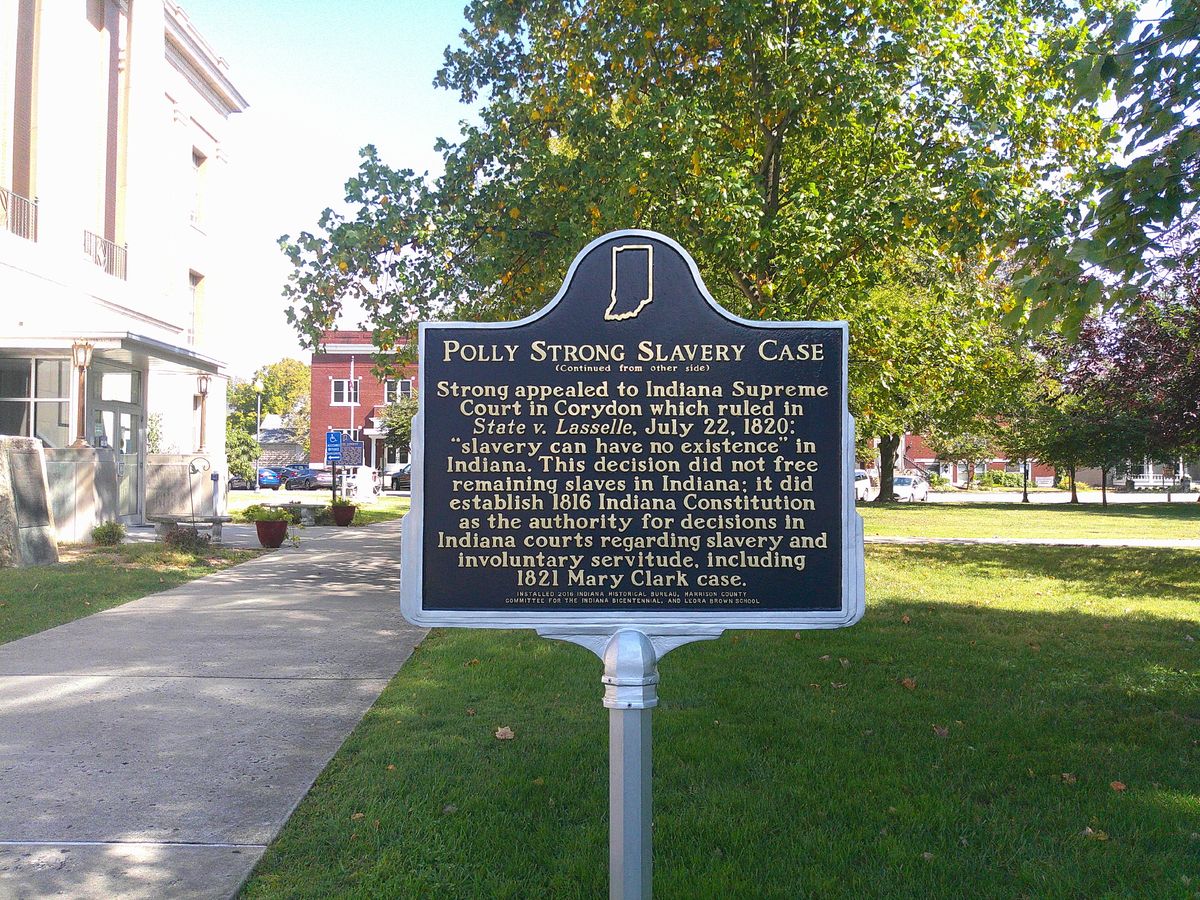 POLLY STRONG SLAVERY CASE
(Continued from other side)
Strong appealed to Indiana Supreme
Court in Corydon which ruled in
State v. Lasselle, July 22, 1820:
“slavery can have no existence” in
Indiana. This decision did not free
remaining slaves in Indiana; it did
establish 1816 Indiana Constitution
as the authority for decisions in
Indiana courts regarding slavery and
involuntary servitude, including
1821 Mary Clark case.
INSTALLED 2016 INDIANA HISTORICAL BUREAU, HARRISON COUNTY
COMMITTEE FOR THE INDIANA BICENTENNIAL, AND LEORA BROWN SCHOOL